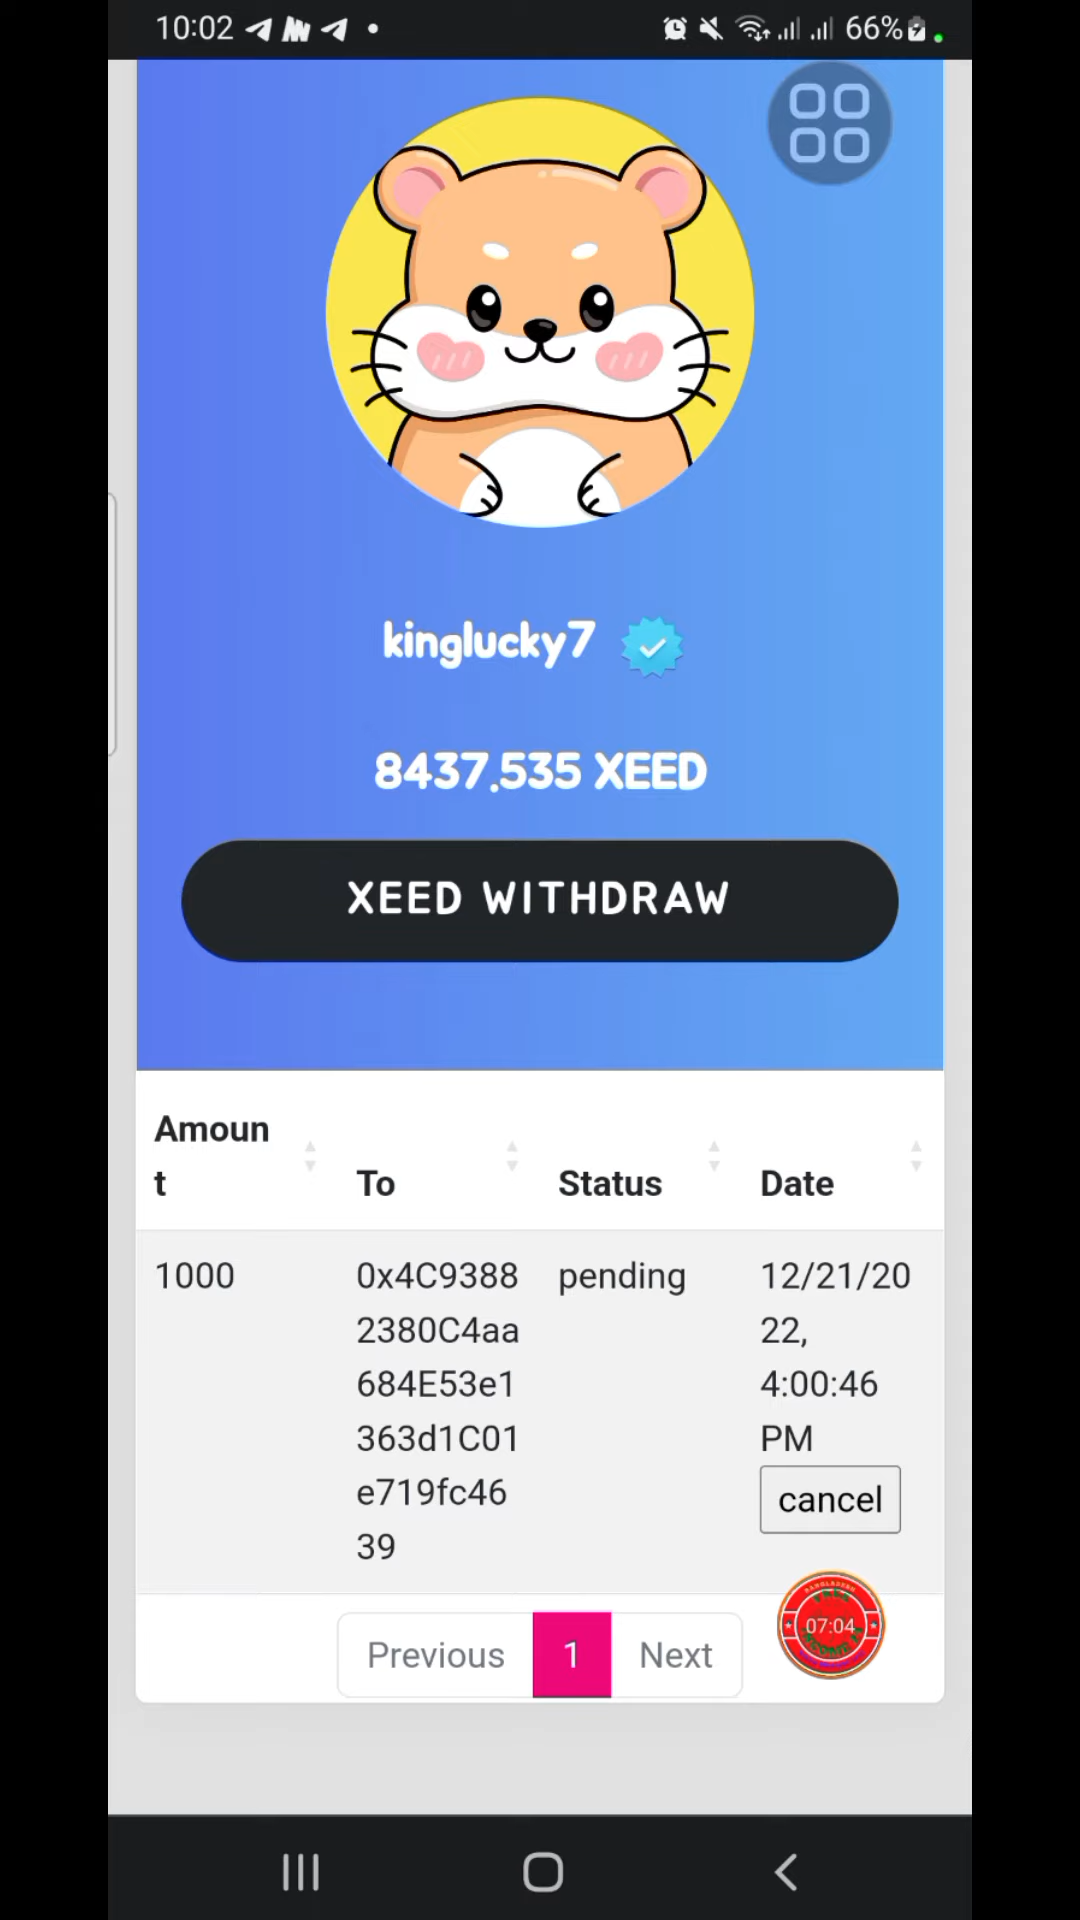 10:02
66%
kinglucky7
8437.535 XEED
XEED WITHDRAW
Amoun
t
To
Status
Date
1000
0x4C9388
2380C4aa
684E53e1
363d1C01
e719fc46
39
pending
12/21/20
22,
4:00:46
PM
cancel
Previous
1
Next
BANGLADESH
07:04